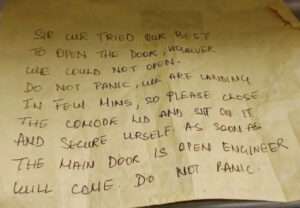 SIR WE TRIED OUR BEST
TO OPEN THE DOOR, HOWEVER
WE COULD NOT OPEN.
DO NOT PANIC, WE ARE LANDING
IN FEW MINS, SO PLEASE CLOSE
THE COMODE LID AND SIT ON IT
AND SECURE URSELF. AS SOON AS
THE MAIN DOOR IS OPEN ENGINEER
WILL COME. DO NOT PANIC.